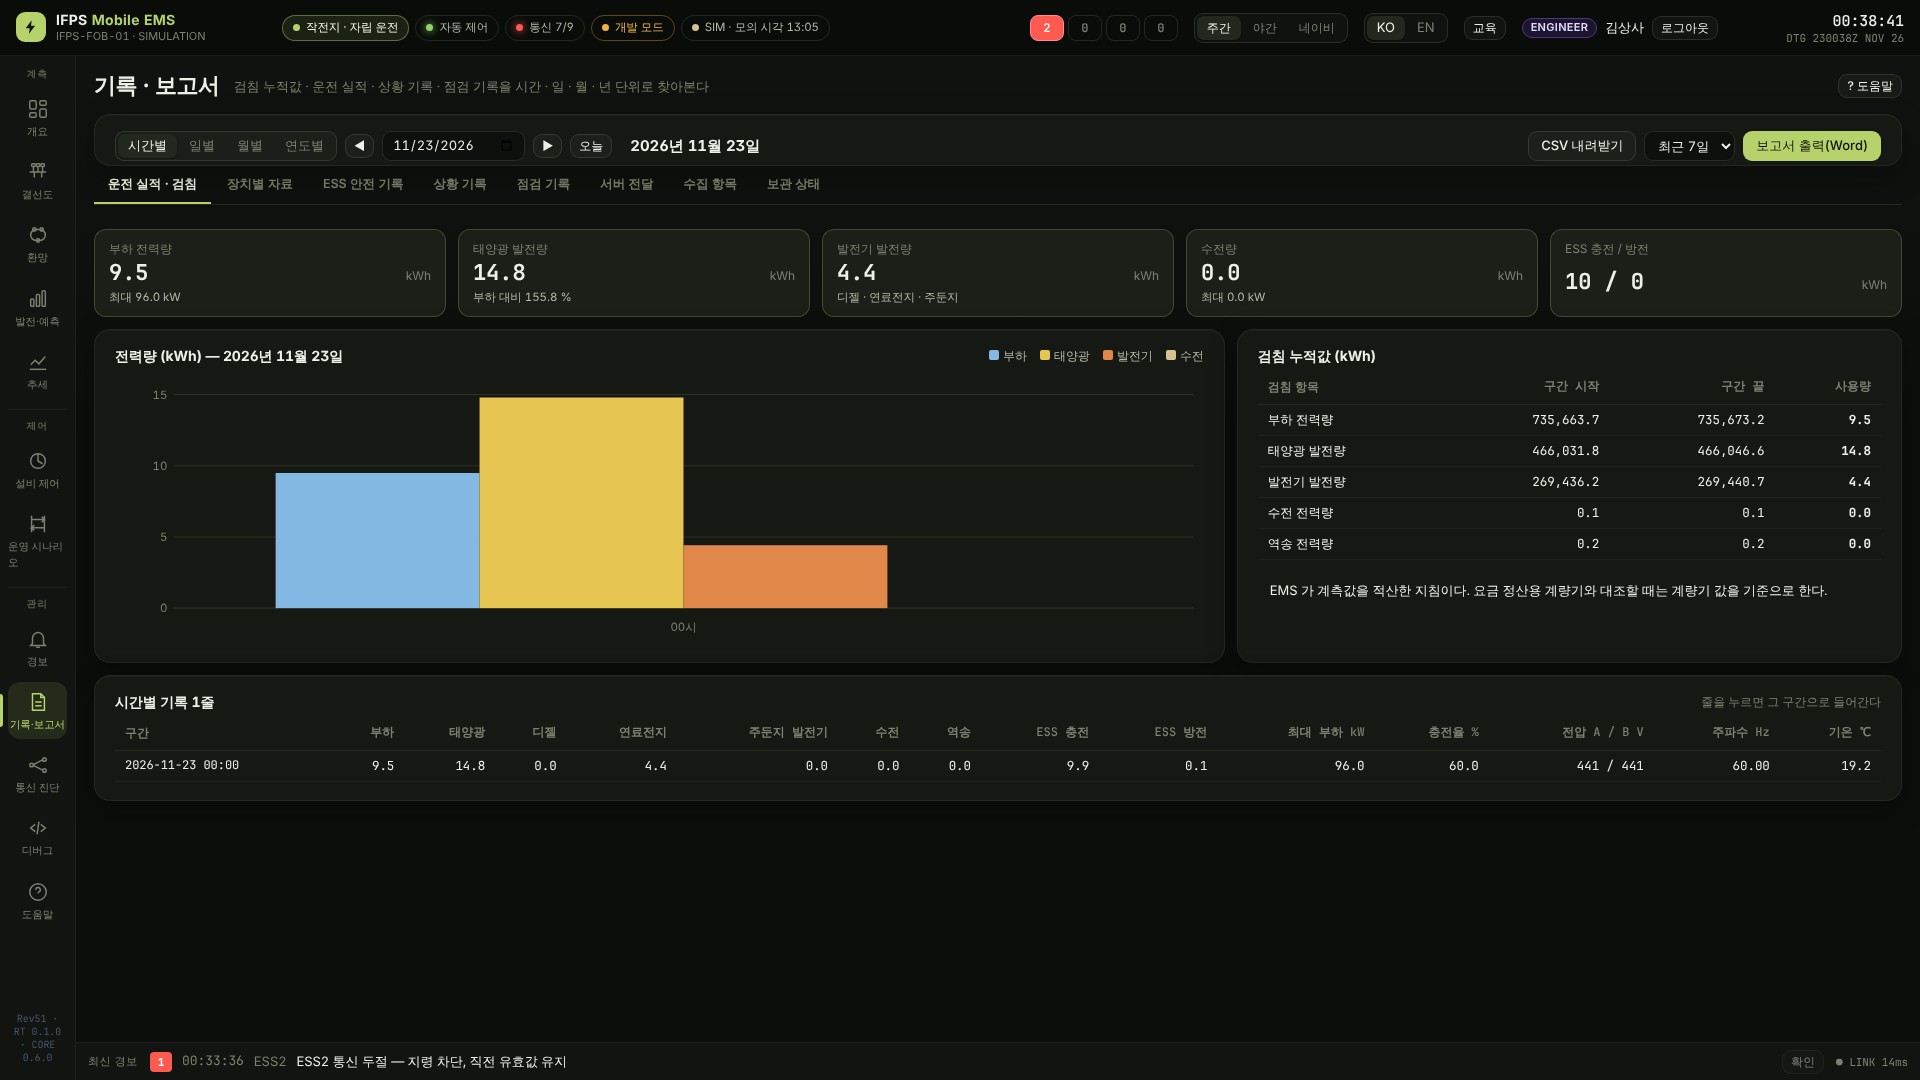 IFPS Mobile EMS
IFPS-FOB-01 · SIMULATION
작전지 · 자립 운전
자동 제어
통신 7/9
개발 모드
SIM · 모의 시각 13:05
2 0 0 0
주간 야간 네이비
KO EN
교육
ENGINEER 김상사 로그아웃
00:38:41
DTG 230038Z NOV 26
계측
개요
결선도
환망
발전·예측
추세
제어
설비 제어
운영 시나리
오
관리
경보
기록·보고서
통신 진단
디버그
도움말
RevS1 ·
RT 0.1.0
· CORE
0.6.0
기록 · 보고서 검침 누적값 · 운전 실적 · 상황 기록 · 점검 기록을 시간 · 일 · 월 · 년 단위로 찾아본다
? 도움말
시간별 일별 월별 연도별 ◀ 11/23/2026 ▶ 오늘 2026년 11월 23일
CSV 내려받기 최근 7일 보고서 출력(Word)
운전 실적 · 검침 장치별 자료 ESS 안전 기록 상황 기록 점검 기록 서버 전달 수집 항목 보관 상태
부하 전력량
9.5 kWh
최대 96.0 kW
태양광 발전량
14.8 kWh
부하 대비 155.8 %
발전기 발전량
4.4 kWh
디젤 · 연료전지 · 주둔지
수전량
0.0 kWh
최대 0.0 kW
ESS 충전 / 방전
10 / 0 kWh
전력량 (kWh) — 2026년 11월 23일
부하 태양광 발전기 수전
15
10
5
0
00시
검침 누적값 (kWh)
검침 항목 구간 시작 구간 끝 사용량
부하 전력량 735,663.7 735,673.2 9.5
태양광 발전량 466,031.8 466,046.6 14.8
발전기 발전량 269,436.2 269,440.7 4.4
수전 전력량 0.1 0.1 0.0
역송 전력량 0.2 0.2 0.0
EMS 가 계측값을 적산한 지침이다. 요금 정산용 계량기와 대조할 때는 계량기 값을 기준으로 한다.
시간별 기록 1줄
줄을 누르면 그 구간으로 들어간다
구간 부하 태양광 디젤 연료전지 주둔지 발전기 수전 역송 ESS 충전 ESS 방전 최대 부하 kW 충전율 % 전압 A / B V 주파수 Hz 기온 ℃
2026-11-23 00:00 9.5 14.8 0.0 4.4 0.0 0.0 0.0 9.9 0.1 96.0 60.0 441 / 441 60.00 19.2
최신 경보 1 00:33:36 ESS2 ESS2 통신 두절 — 지령 차단, 직전 유효값 유지
확인 LINK 14ms